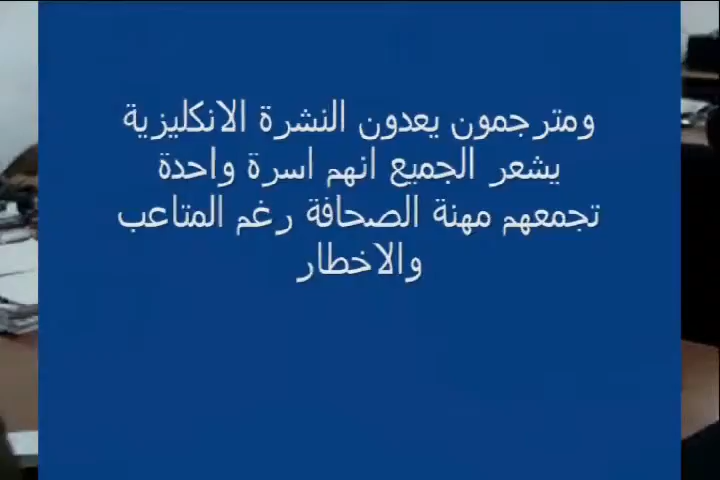 ومترجمون يعدون النشرة الانكليزية
يشعر الجميع انهم اسرة واحدة
تجمعهم مهنة الصحافة رغم المتاعب
والاخطار